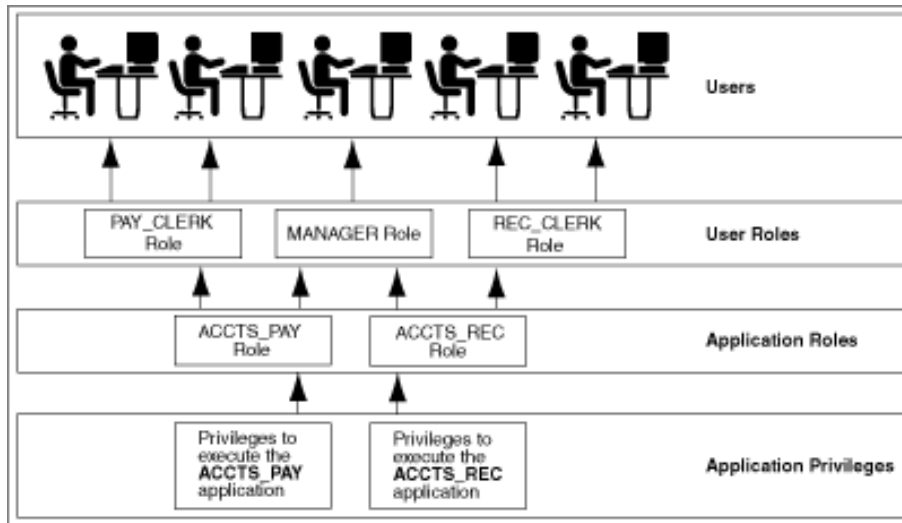 Users
PAY_CLERK
Role
MANAGER Role
REC_CLERK
Role
User Roles
ACCTS_PAY
Role
ACCTS_REC
Role
Application Roles
Privileges to
execute the
ACCTS_PAY
application
Privileges to
execute the
ACCTS_REC
application
Application Privileges